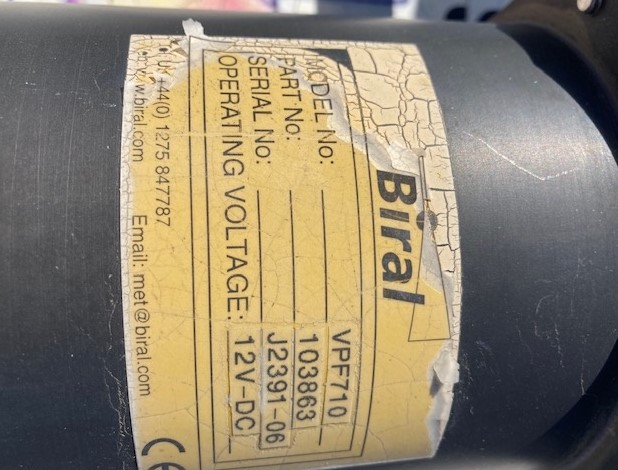 Biral
MODEL No: VPF710
PART No: 103863
SERIAL No: J2391-06
OPERATING VOLTAGE: 12V-DC
+44(0) 1275 847787
www.biral.com Email: met@biral.com
CE